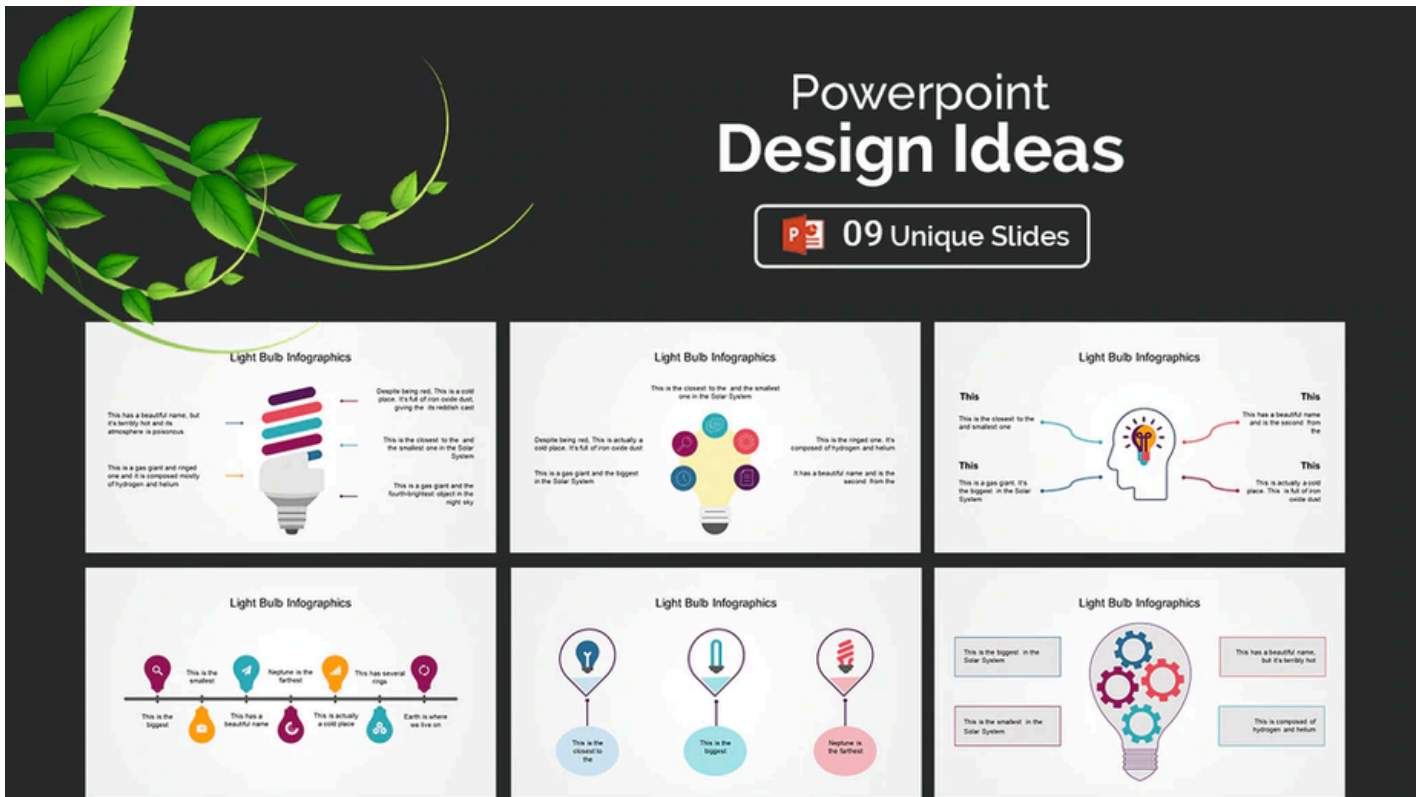 Powerpoint
Design Ideas
P
09 Unique Slides
Light Bulb Infographics
This has a beautiful name, but
it's terribly hot and its
atmosphere is poisonous
This is a gas giant and ringed
one and it is composed mostly
of hydrogen and helium
Despite being red, This is a cold
place. It's full of iron oxide dust,
giving the its reddish cast
This is the closest to the and
the smallest one in the Solar
System
This is a gas giant and the
fourth-brightest object in the
night sky
Light Bulb Infographics
This is the closest to the and the smallest
one in the Solar System
Despite being red, This is actually a
cold place. It's full of iron oxide dust
This is a gas giant and the biggest
in the Solar System
This is the ringed one. It's
composed of hydrogen and helium
It has a beautiful name and is the
second from the
Light Bulb Infographics
This
This is the closest to the
and smallest one
This
This is a gas giant. It's
the biggest in the Solar
System
This
This has a beautiful name
and is the second from
the
This
This is actually a cold
place. This is full of iron
oxide dust
Light Bulb Infographics
This is the
smallest
Neptune is the
farthest
This has several
rings
This is the
biggest
This has a
beautiful name
This is actually
a cold place
Earth is where
we live on
Light Bulb Infographics
This is the
closest to
the
This is the
biggest
Neptune is
the farthest
Light Bulb Infographics
This is the biggest in the
Solar System
This is the smallest in the
Solar System
This has a beautiful name,
but it's terribly hot
This is composed of
hydrogen and helium